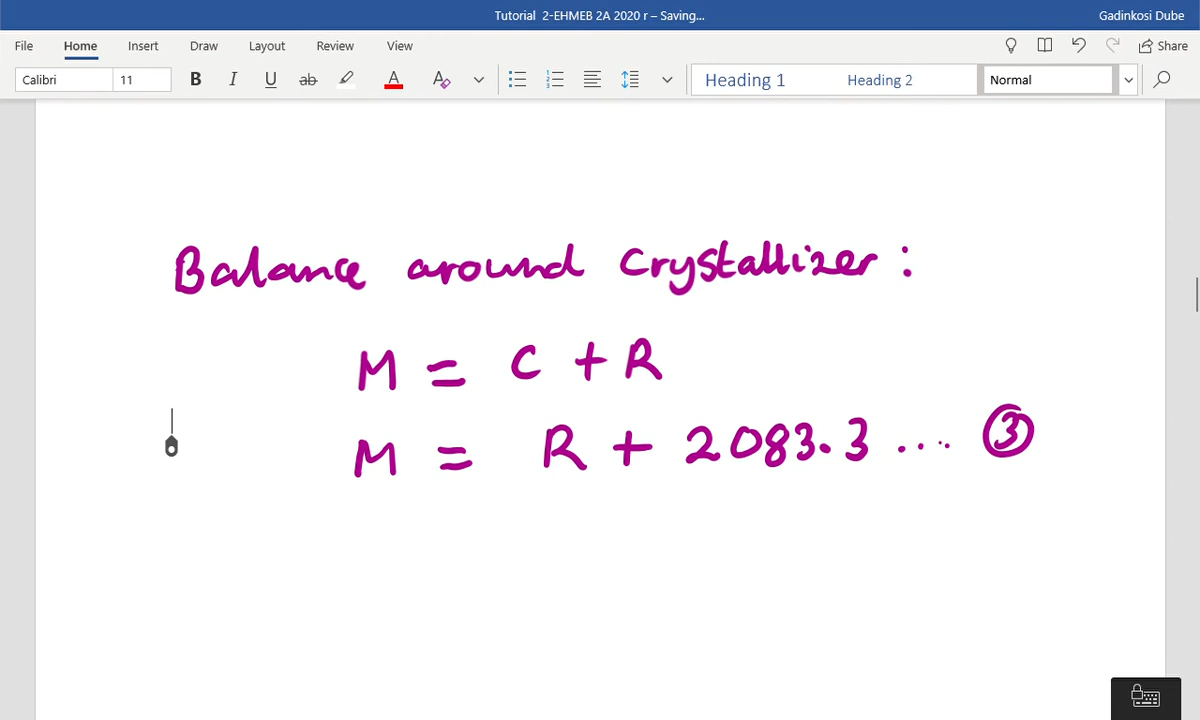 Tutorial 2-EHMEB 2A 2020 r – Saving...
Gadinkosi Dube
File Home Insert Draw Layout Review View
Share
Calibri 11 B I U ab A A Heading 1 Heading 2 Normal
Balance around Crystallizer :
M = C + R
M = R + 2083.3 ... ③